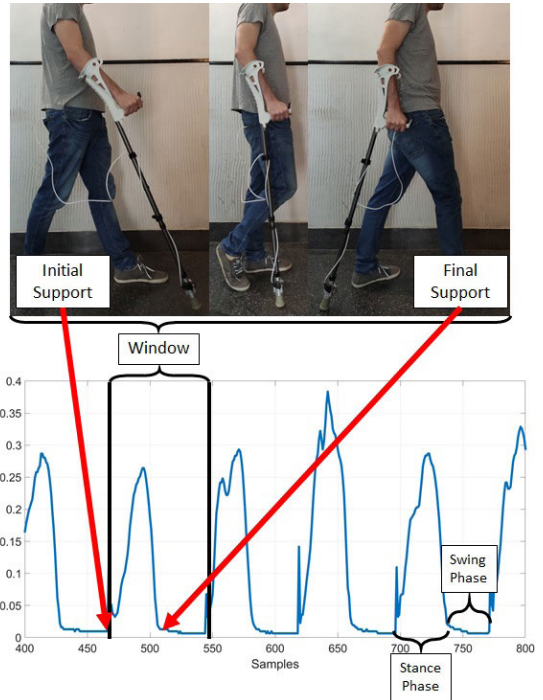 Initial
Support
Final
Support
Window
0.4
0.35
0.3
0.25
0.2
0.15
0.1
0.05
0
Swing
Phase
400
450
500
550
600
650
700
750
800
Samples
Stance
Phase